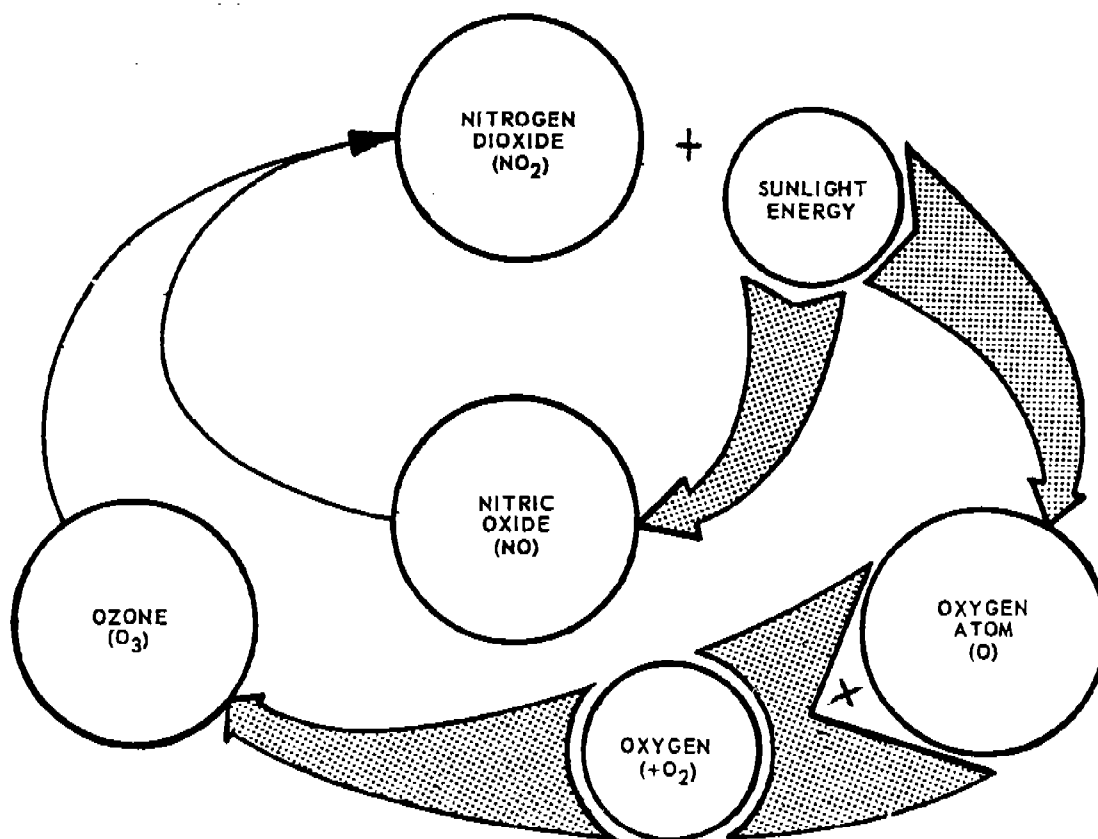 NITROGEN
DIOXIDE
(NO2)
+
SUNLIGHT
ENERGY
NITRIC
OXIDE
(NO)
OZONE
(O3)
OXYGEN
ATOM
(O)
+
OXYGEN
(+O2)